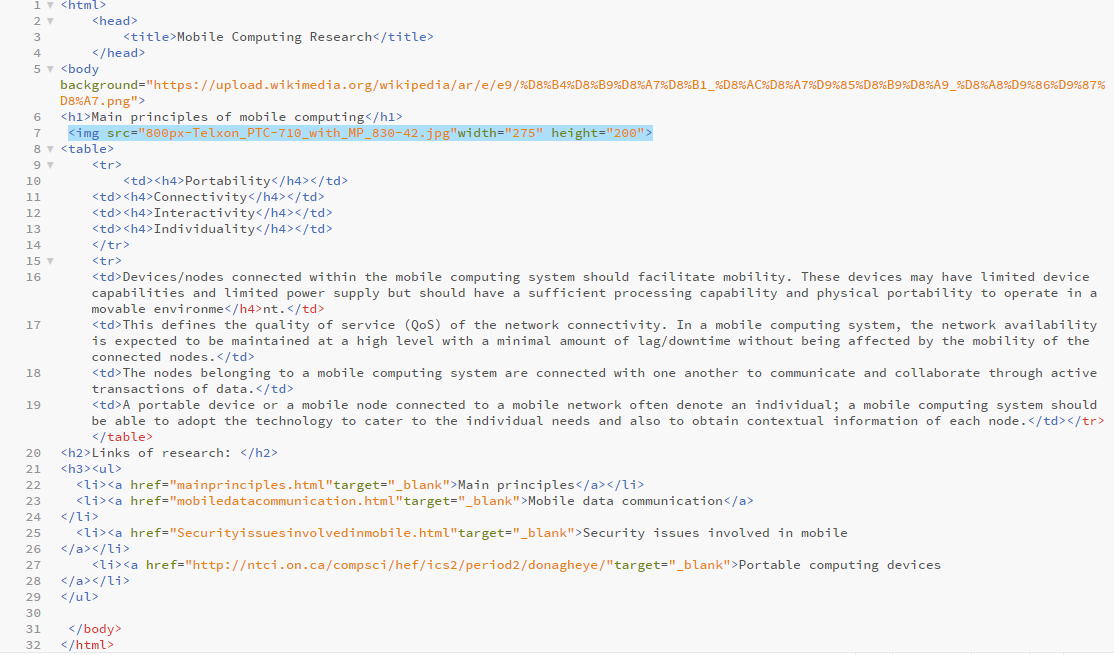 1 <html>
2 <head>
3 <title>Mobile Computing Research</title>
4 </head>
5 <body
background="https://upload.wikimedia.org/wikipedia/ar/e/e9/%D8%B4%D8%B9%D8%A7%D8%B1_%D8%AC%D8%A7%D9%85%D8%B9%D8%A9_%D8%A8%D9%86%D9%87%
D8%A7.png">
6 <h1>Main principles of mobile computing</h1>
7 <img src="800px-Telxon_PTC-710_with_MP_830-42.jpg"width="275" height="200">
8 <table>
9 <tr>
10 <td><h4>Portability</h4></td>
11 <td><h4>Connectivity</h4></td>
12 <td><h4>Interactivity</h4></td>
13 <td><h4>Individuality</h4></td>
14 </tr>
15 <tr>
16 <td>Devices/nodes connected within the mobile computing system should facilitate mobility. These devices may have limited device
capabilities and limited power supply but should have a sufficient processing capability and physical portability to operate in a
movable environme</h4>nt.</td>
17 <td>This defines the quality of service (QoS) of the network connectivity. In a mobile computing system, the network availability
is expected to be maintained at a high level with a minimal amount of lag/downtime without being affected by the mobility of the
connected nodes.</td>
18 <td>The nodes belonging to a mobile computing system are connected with one another to communicate and collaborate through active
transactions of data.</td>
19 <td>A portable device or a mobile node connected to a mobile network often denote an individual; a mobile computing system should
be able to adopt the technology to cater to the individual needs and also to obtain contextual information of each node.</td></tr>
</table>
20 <h2>Links of research: </h2>
21 <h3><ul>
22 <li><a href="mainprinciples.html"target="_blank">Main principles</a></li>
23 <li><a href="mobiledatacommunication.html"target="_blank">Mobile data communication</a>
24 </li>
25 <li><a href="Securityissuesinvolvedinmobile.html"target="_blank">Security issues involved in mobile
26 </a></li>
27 <li><a href="http://ntci.on.ca/compsci/hef/ics2/period2/donagheye/"target="_blank">Portable computing devices
28 </a></li>
29 </ul>
30
31 </body>
32 </html>